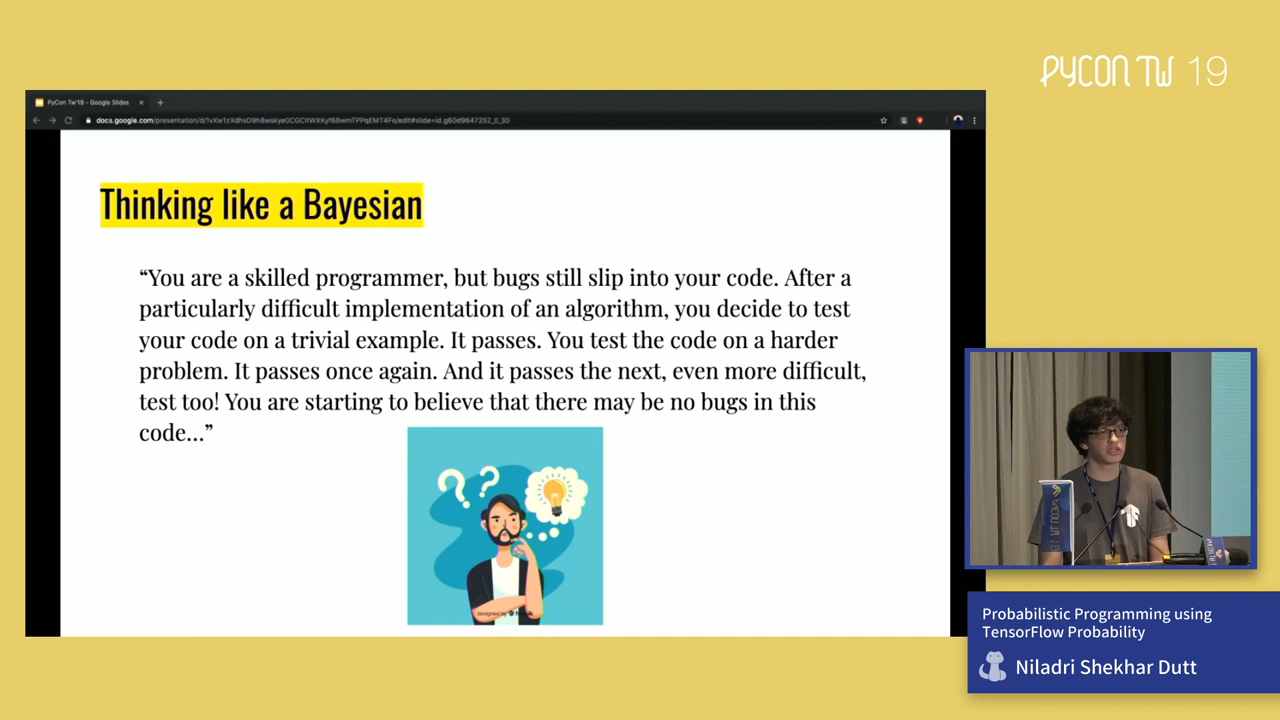 PYCON TW 19
PyCon Tw'19 - Google Slides
Thinking like a Bayesian
“You are a skilled programmer, but bugs still slip into your code. After a
particularly difficult implementation of an algorithm, you decide to test
your code on a trivial example. It passes. You test the code on a harder
problem. It passes once again. And it passes the next, even more difficult,
test too! You are starting to believe that there may be no bugs in this
code…”
designed by
Probabilistic Programming using
TensorFlow Probability
Niladri Shekhar Dutt